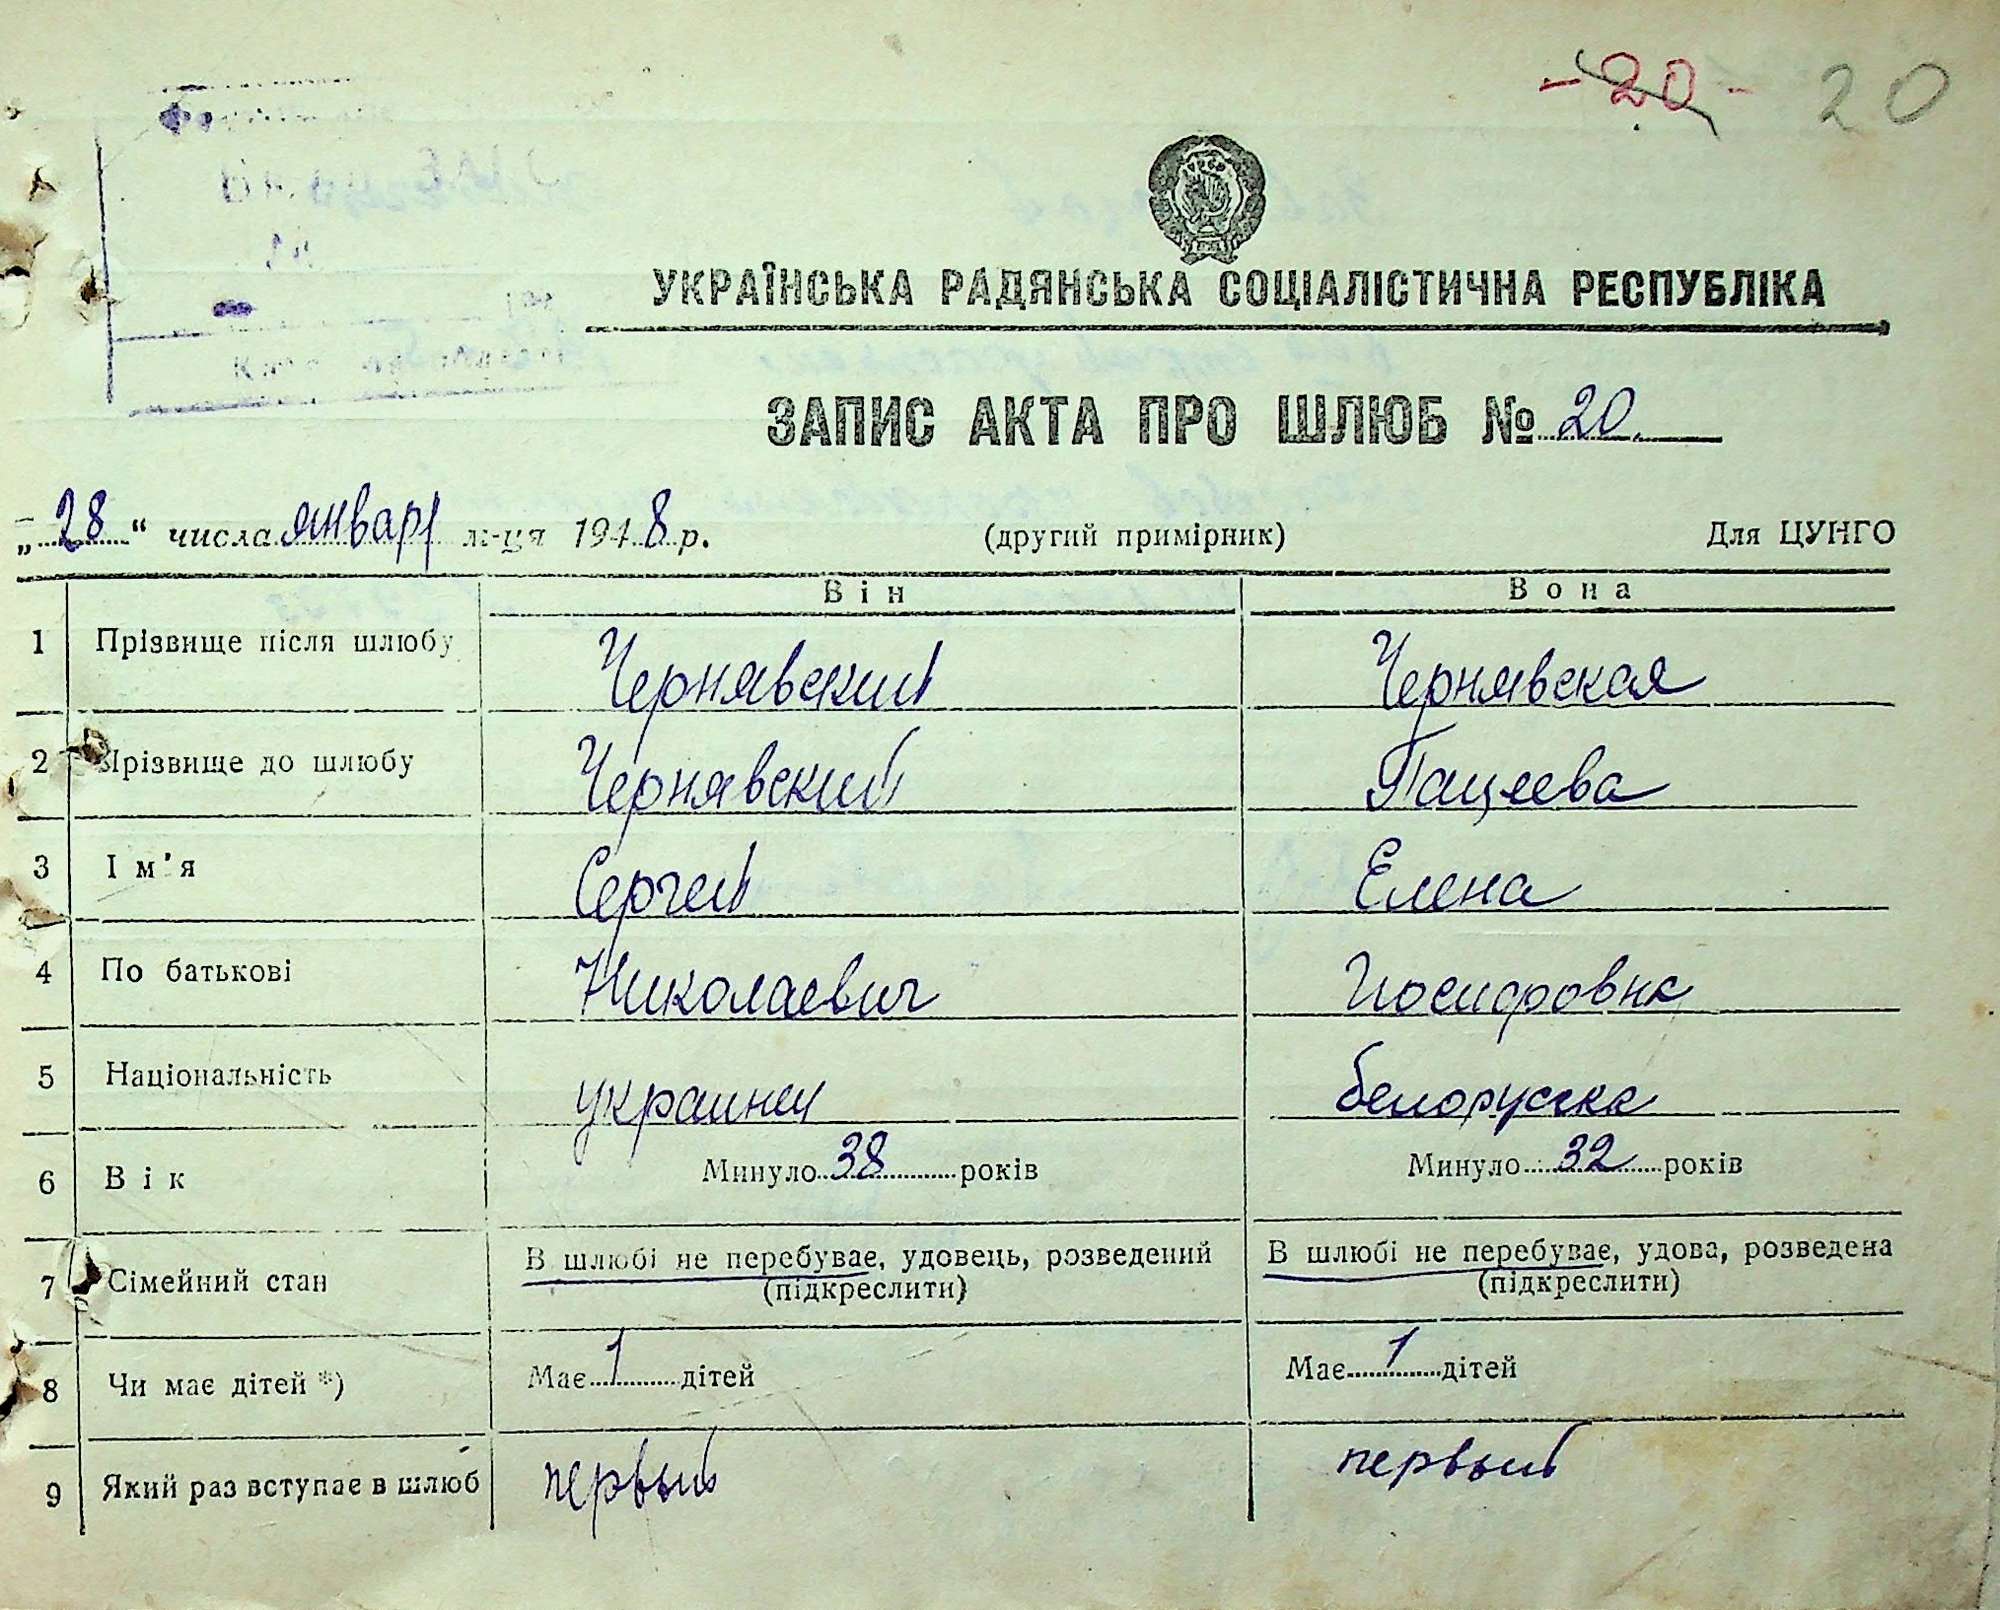 -20- 20
УКРАЇНСЬКА РАДЯНСЬКА СОЦІАЛІСТИЧНА РЕСПУБЛІКА
ЗАПИС АКТА ПРО ШЛЮБ № 20.
„28“ числа января м-ця 1948 р. (другий примірник) Для ЦУНГО
Він Вона
1 Прізвище після шлюбу Чернявский Чернявская
2 Прізвище до шлюбу Чернявский Пацеева
3 Ім'я Сергей Елена
4 По батькові Николаевич Иосифовна
5 Національність украинец белорусска
6 Вік Минуло 38 років Минуло 32 років
7 Сімейний стан В шлюбі не перебуває, удовець, розведений В шлюбі не перебуває, удова, розведена
(підкреслити) (підкреслити)
8 Чи має дітей *) Має 1 дітей Має 1 дітей
9 Який раз вступає в шлюб первый первый